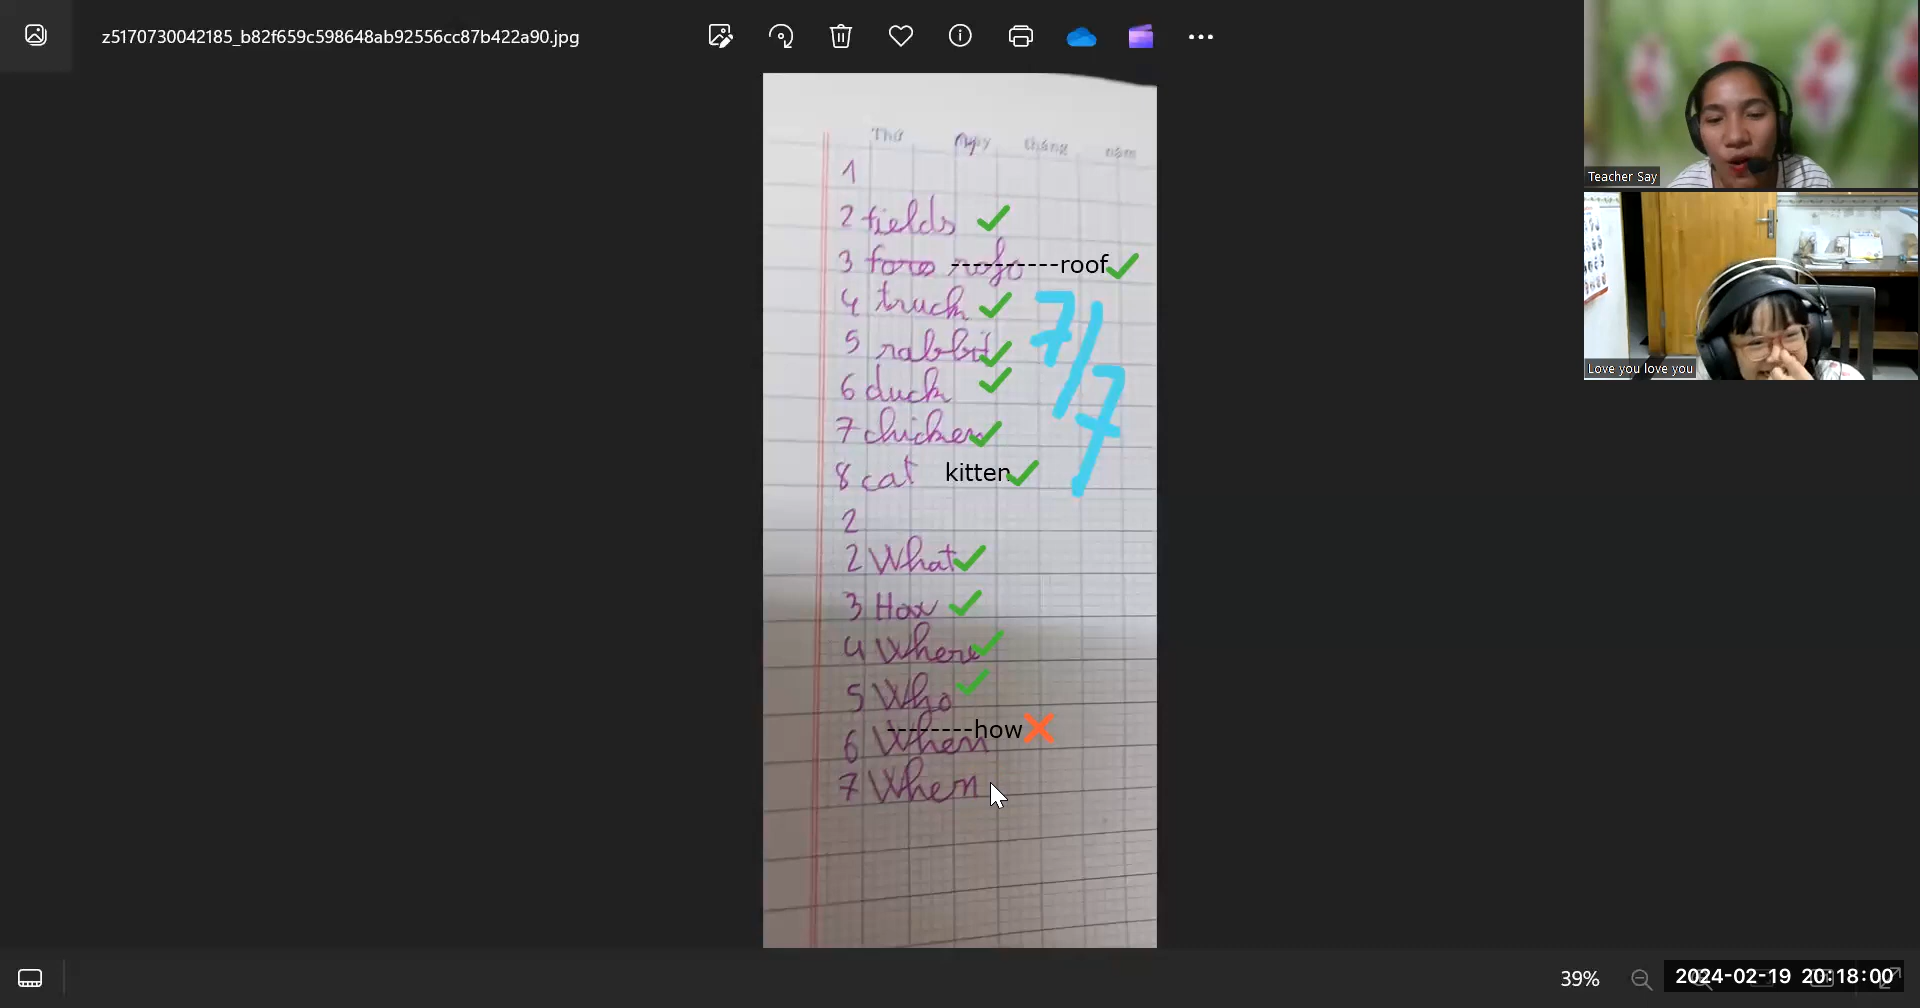 z5170730042185_b82f659c598648ab92556cc87b422a90.jpg
Teacher Say
Love you love you
Thứ Ngày tháng năm
1
2 fields
3 foro rofo ----------roof
4 truck
5 rabbit
6 duck
7 chicken
8 cat kitten
7/7
2
2 What
3 How
4 Where
5 Who
6 When --------how
7 When
39%
2024-02-19 20:18:00